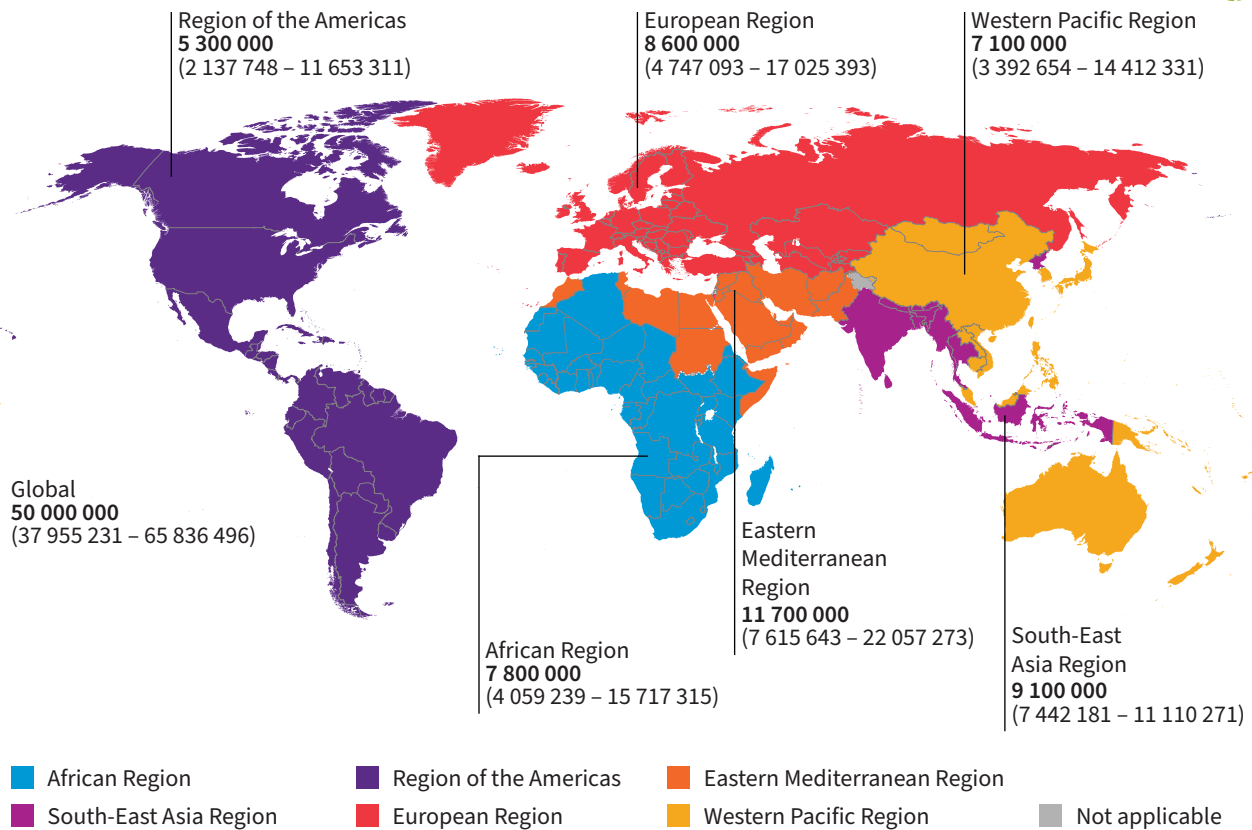 Region of the Americas
5 300 000
(2 137 748 – 11 653 311)
European Region
8 600 000
(4 747 093 – 17 025 393)
Western Pacific Region
7 100 000
(3 392 654 – 14 412 331)
Global
50 000 000
(37 955 231 – 65 836 496)
Eastern
Mediterranean
Region
11 700 000
(7 615 643 – 22 057 273)
African Region
7 800 000
(4 059 239 – 15 717 315)
South-East
Asia Region
9 100 000
(7 442 181 – 11 110 271)
African Region
Region of the Americas
Eastern Mediterranean Region
South-East Asia Region
European Region
Western Pacific Region
Not applicable